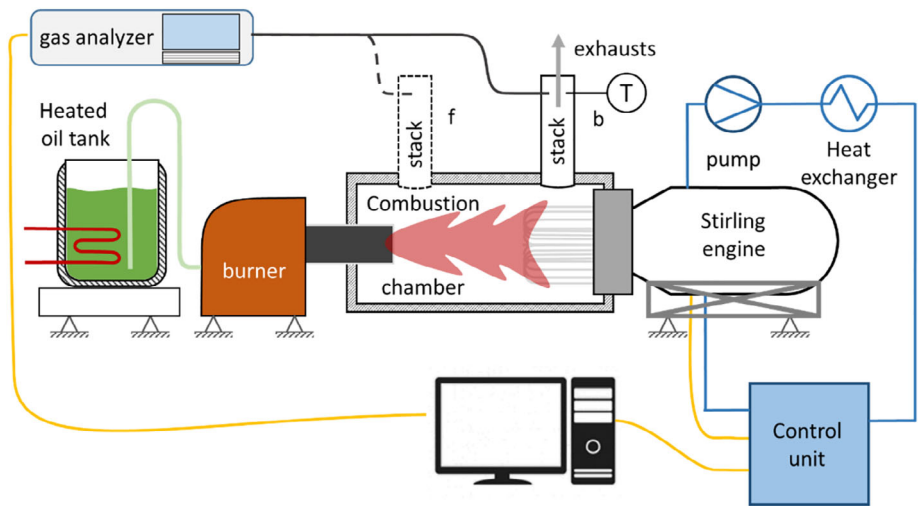 gas analyzer
exhausts
T
Heated
oil tank
f
b
stack
stack
pump
Heat
exchanger
Combustion
chamber
burner
Stirling
engine
Control
unit